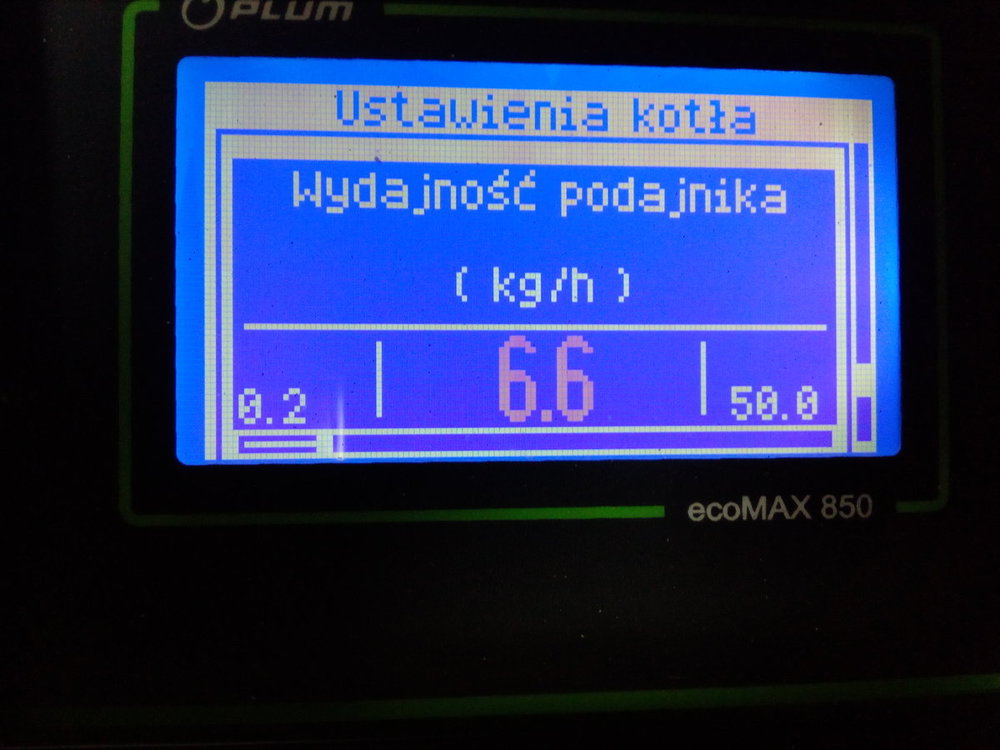 PLUM
Ustawienia kotła
Wydajność podajnika
( kg/h )
0.2 6.6 50.0
ecoMAX 850